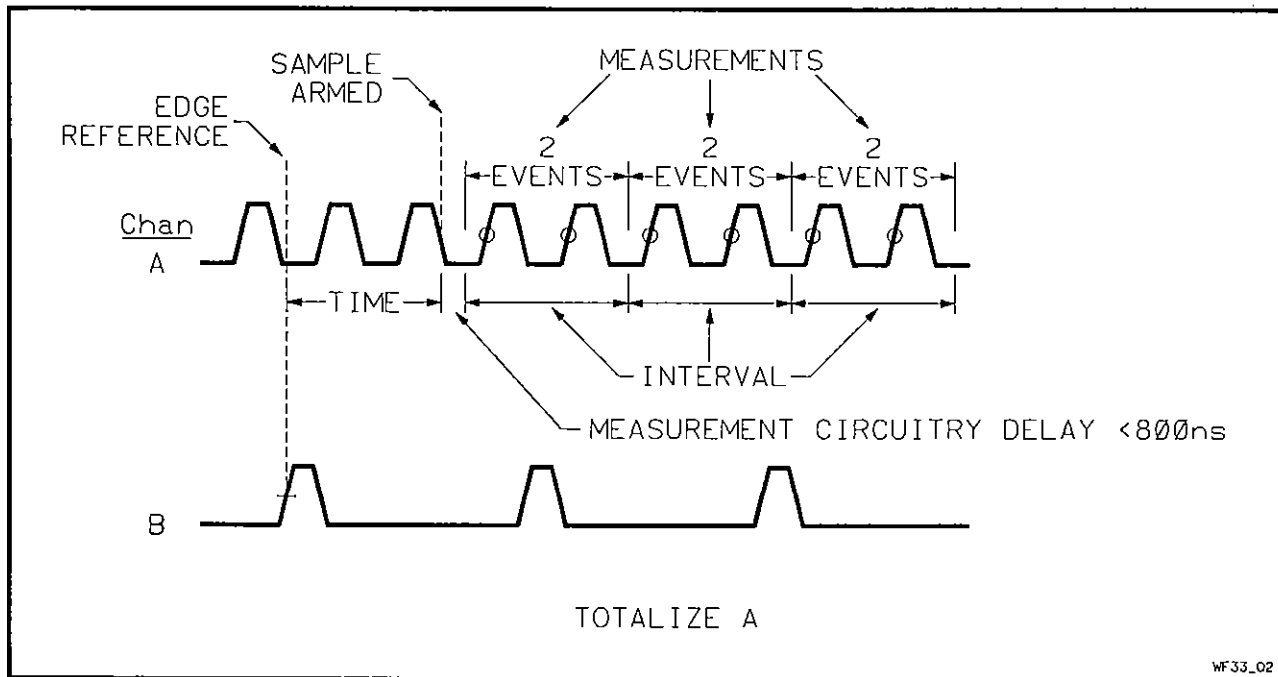 MEASUREMENTS
SAMPLE
ARMED
EDGE
REFERENCE
2
EVENTS
2
EVENTS
2
EVENTS
Chan
A
TIME
INTERVAL
MEASUREMENT CIRCUITRY DELAY <800ns
B
TOTALIZE A
WF33_02